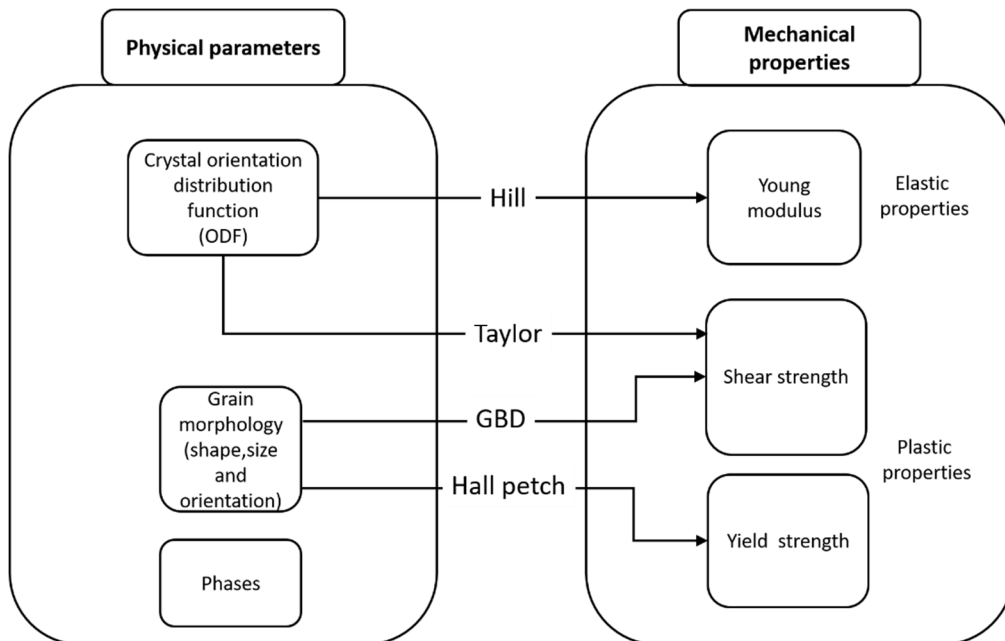 Physical parameters
Mechanical
properties
Crystal orientation
distribution
function
(ODF)
Hill
Young
modulus
Elastic
properties
Taylor
Shear strength
Grain
morphology
(shape,size
and
orientation)
GBD
Hall petch
Plastic
properties
Yield strength
Phases